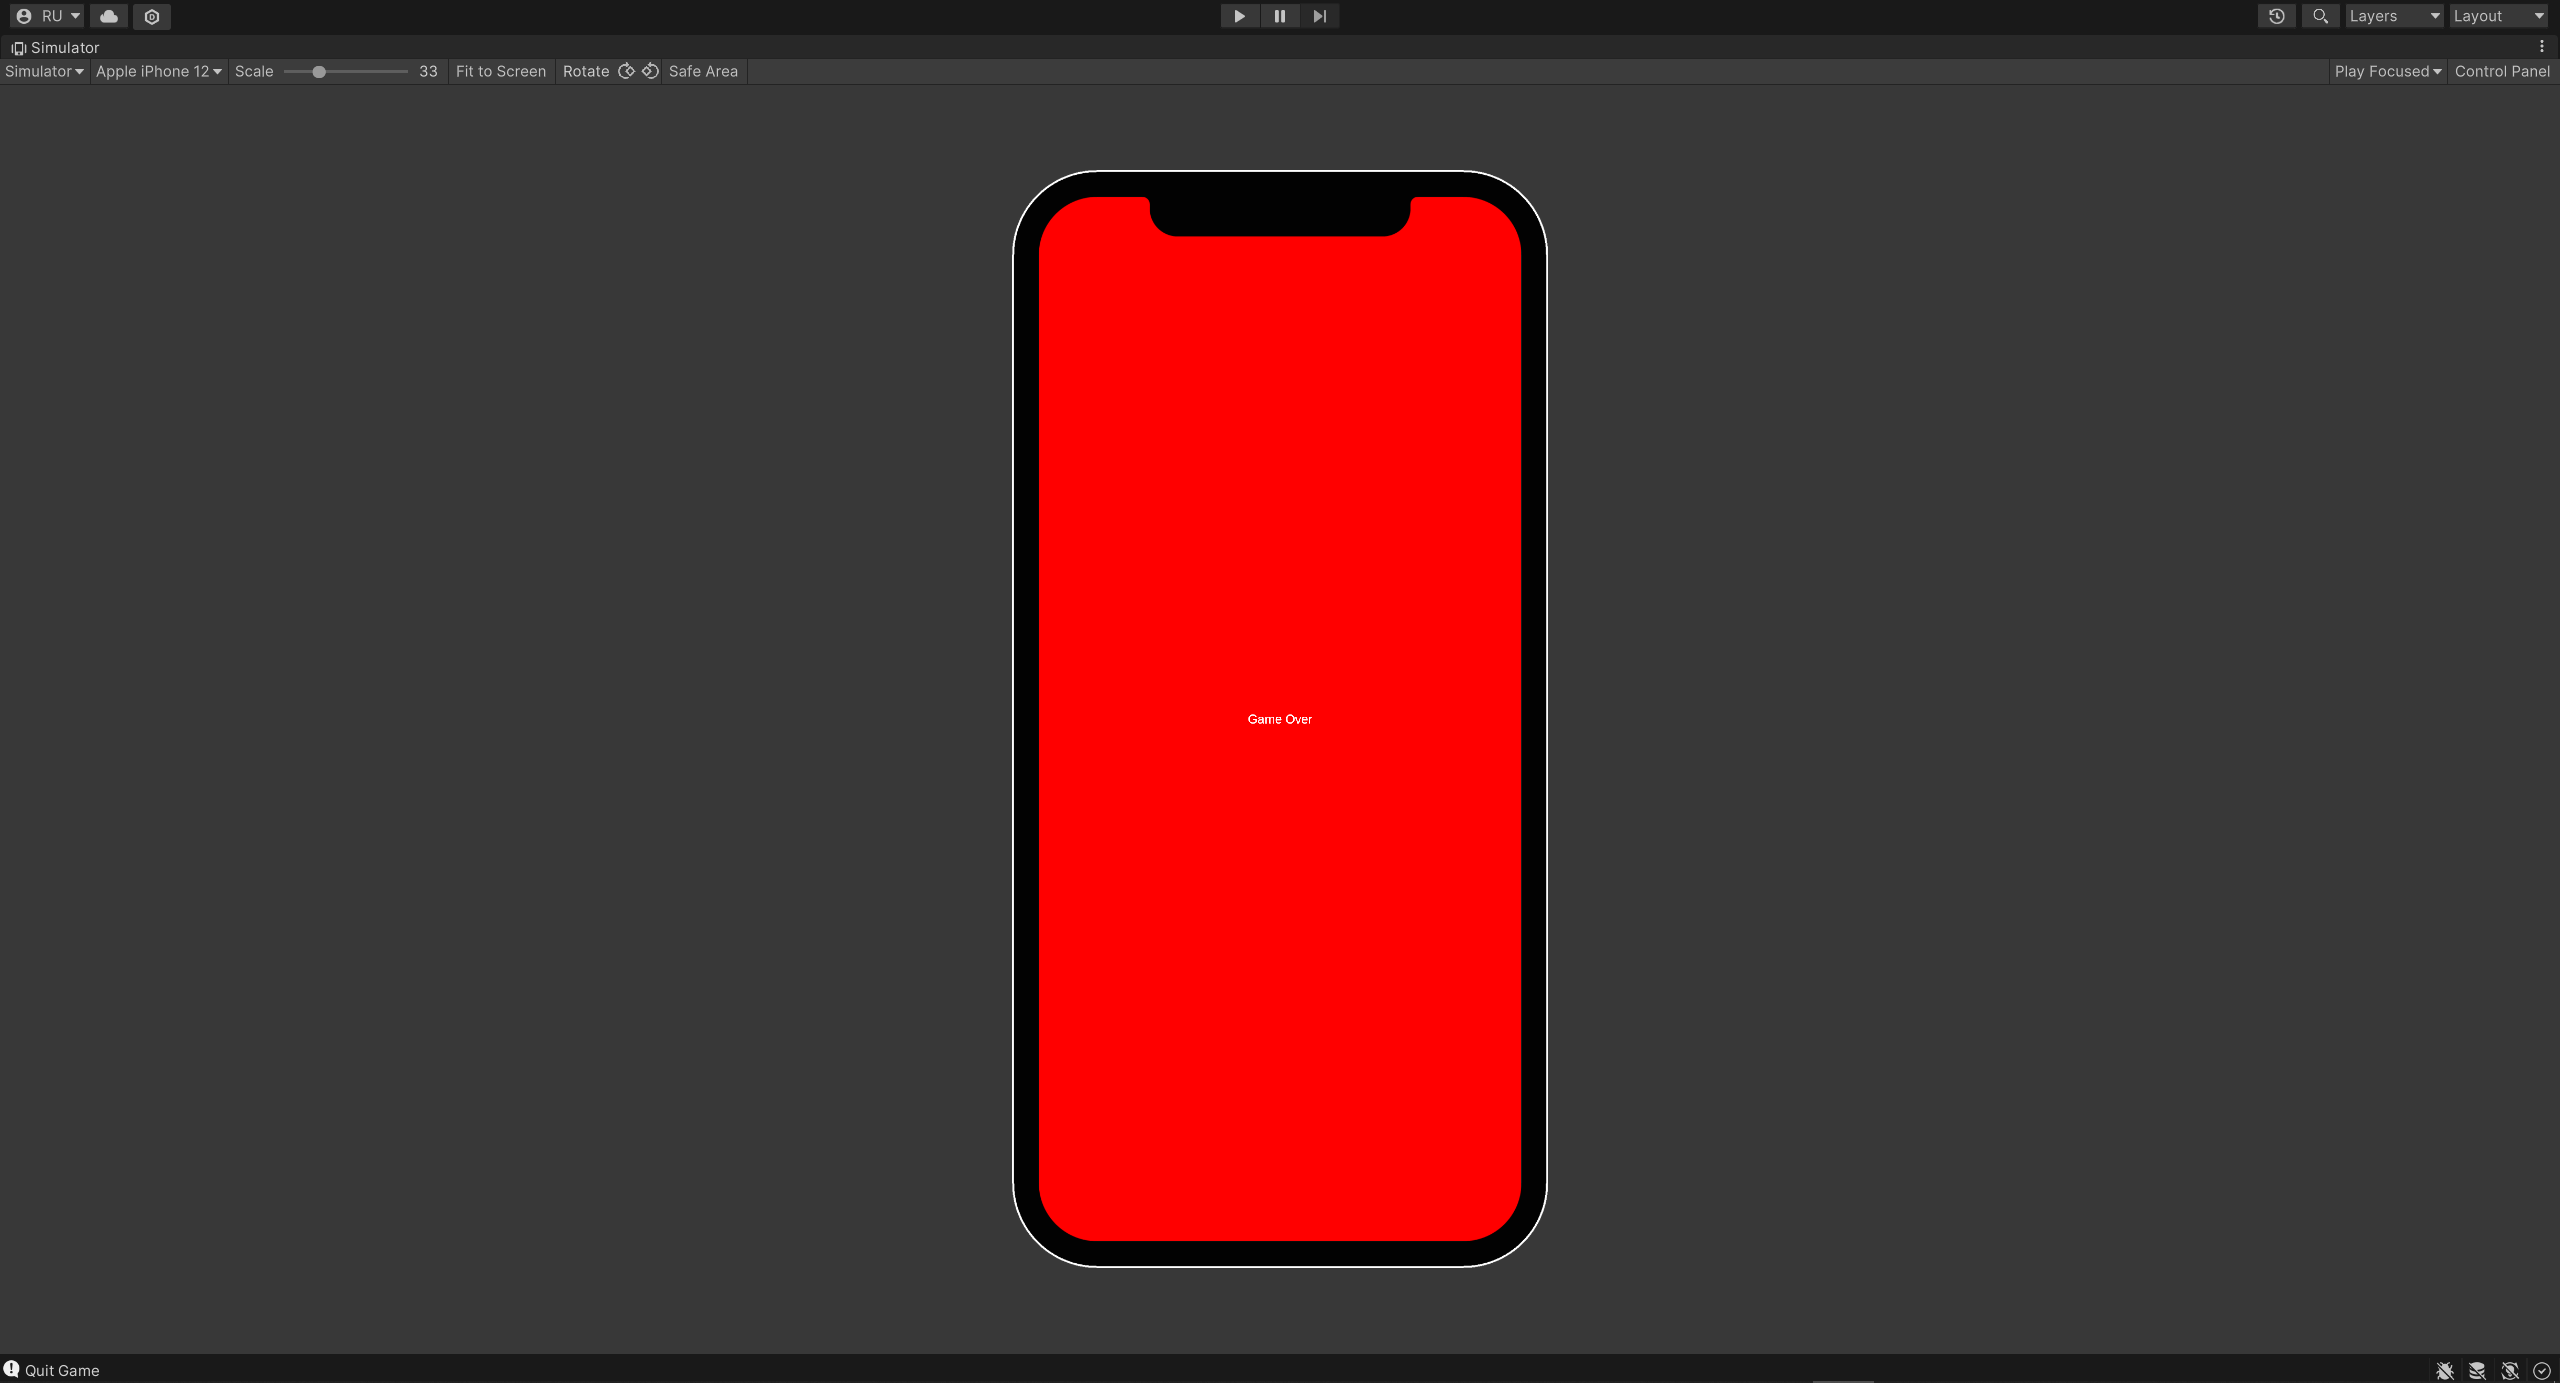 RU
Layers
Layout
Simulator
Simulator
Apple iPhone 12
Scale
33
Fit to Screen
Rotate
Safe Area
Play Focused
Control Panel
Game Over
Quit Game